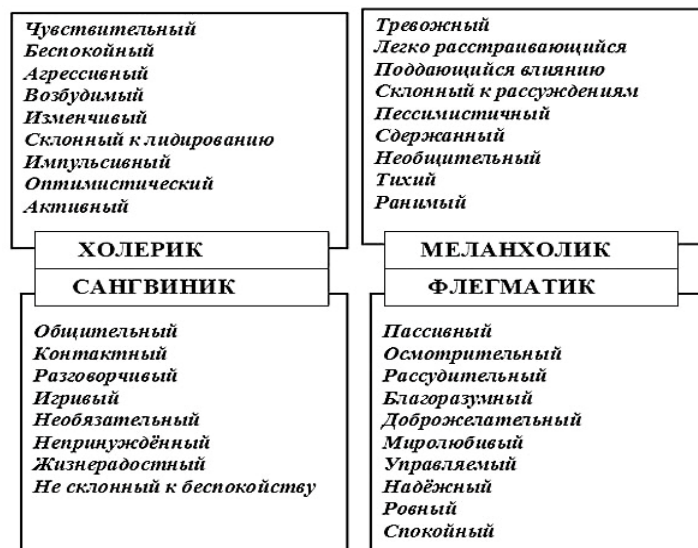 Чувствительный
Беспокойный
Агрессивный
Возбудимый
Изменчивый
Склонный к лидированию
Импульсивный
Оптимистический
Активный
ХОЛЕРИК
Тревожный
Легко расстраивающийся
Поддающийся влиянию
Склонный к рассуждениям
Пессимистичный
Сдержанный
Необщительный
Тихий
Ранимый
МЕЛАНХОЛИК
САНГВИНИК
Общительный
Контактный
Разговорчивый
Игривый
Необязательный
Непринуждённый
Жизнерадостный
Не склонный к беспокойству
ФЛЕГМАТИК
Пассивный
Осмотрительный
Рассудительный
Благоразумный
Доброжелательный
Миролюбивый
Управляемый
Надёжный
Ровный
Спокойный